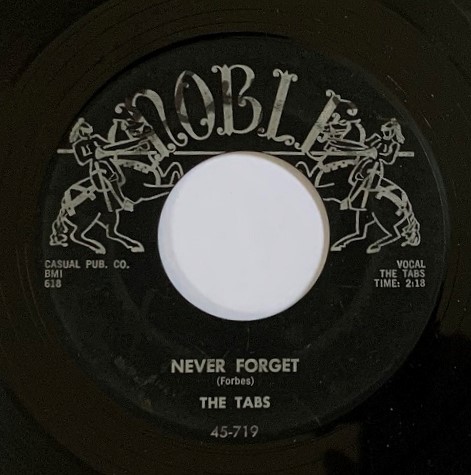 NOBLE
CASUAL PUB. CO.
BMI
618
VOCAL
THE TABS
TIME: 2:18
NEVER FORGET
(Forbes)
THE TABS
45-719